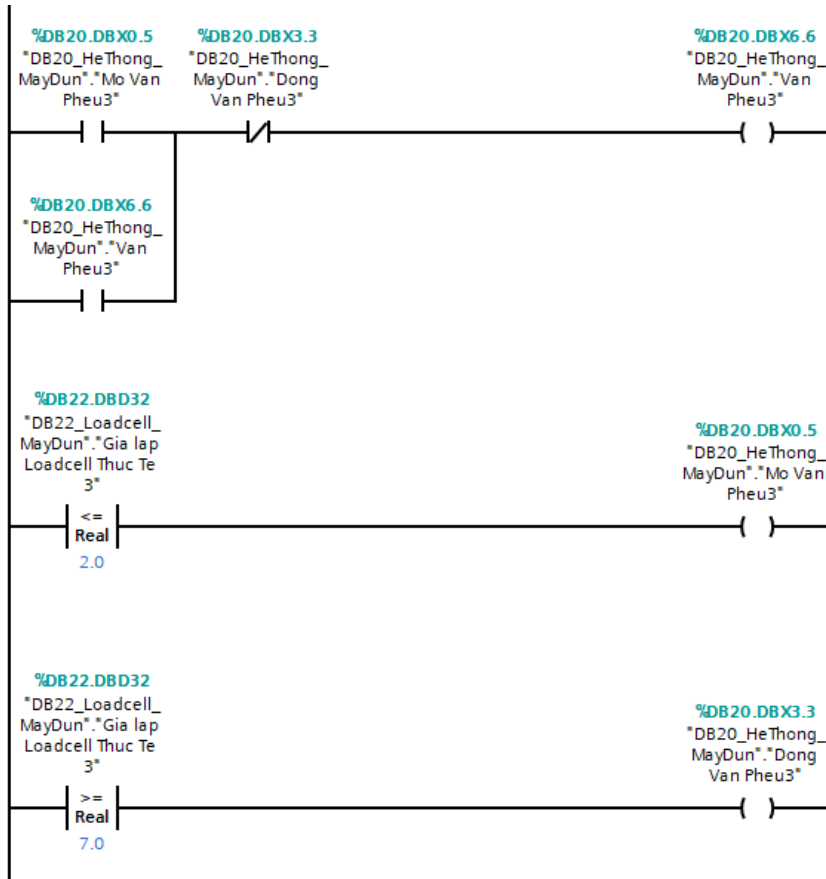 %DB20.DBX0.5
"DB20_HeThong_
MayDun"."Mo Van
Pheu3"
%DB20.DBX3.3
"DB20_HeThong_
MayDun"."Dong
Van Pheu3"
%DB20.DBX6.6
"DB20_HeThong_
MayDun"."Van
Pheu3"
%DB20.DBX6.6
"DB20_HeThong_
MayDun"."Van
Pheu3"
%DB22.DBD32
"DB22_Loadcell_
MayDun"."Gia lap
Loadcell Thuc Te
3"
<=
Real
2.0
%DB20.DBX0.5
"DB20_HeThong_
MayDun"."Mo Van
Pheu3"
%DB22.DBD32
"DB22_Loadcell_
MayDun"."Gia lap
Loadcell Thuc Te
3"
>=
Real
7.0
%DB20.DBX3.3
"DB20_HeThong_
MayDun"."Dong
Van Pheu3"